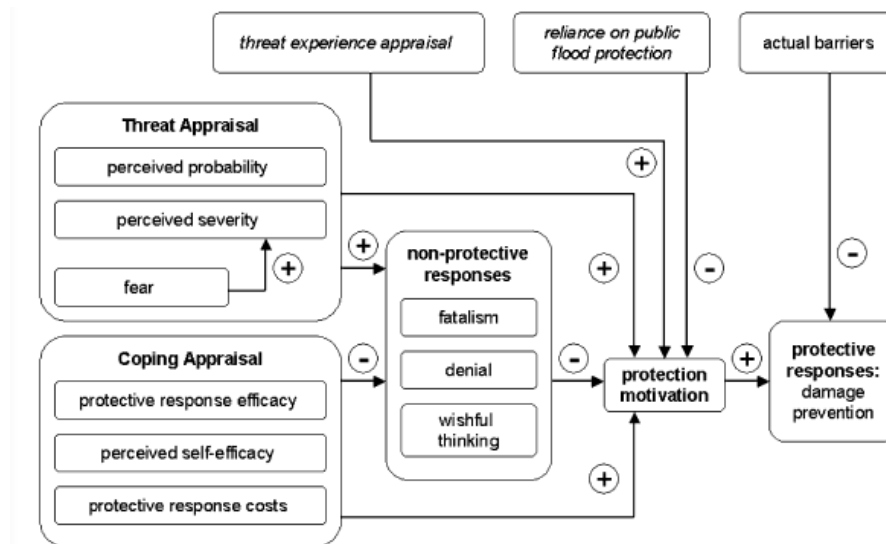 threat experience appraisal
reliance on public
flood protection
actual barriers
Threat Appraisal
perceived probability
perceived severity
fear
+
+
non-protective
responses
fatalism
denial
wishful
thinking
Coping Appraisal
protective response efficacy
perceived self-efficacy
protective response costs
-
-
+
+
-
+
protection
motivation
+
-
protective
responses:
damage
prevention